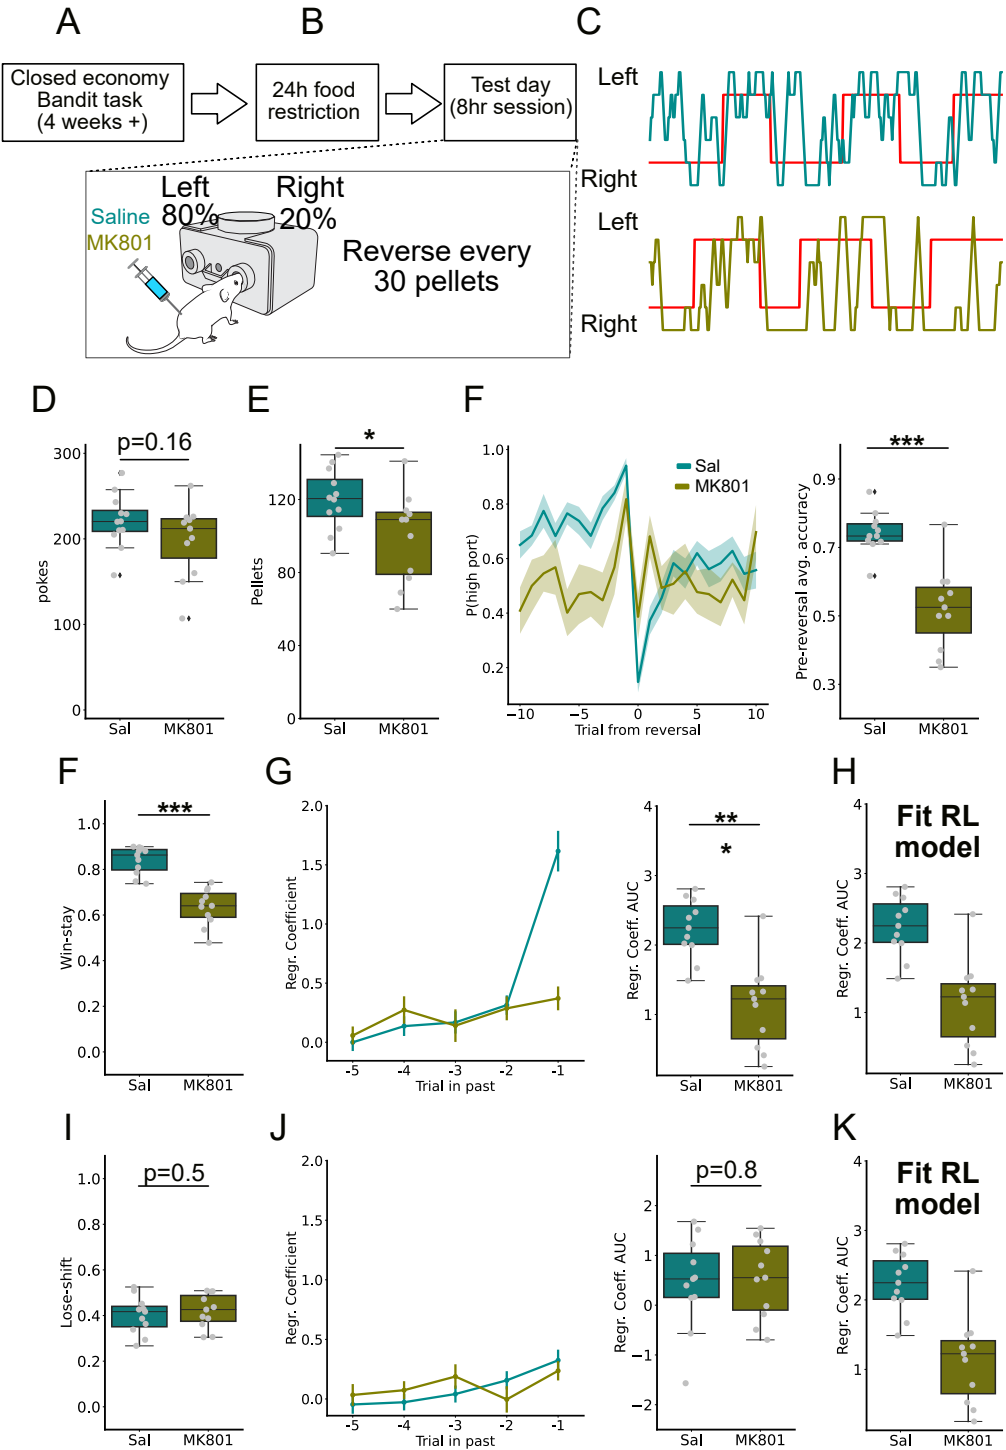 A
B
C
Closed economy
Bandit task
(4 weeks +)
24h food
restriction
Test day
(8hr session)
Left
80%
Right
20%
Saline
MK801
Reverse every
30 pellets
Left
Right
Left
Right
D
p=0.16
pokes
300
200
100
0
Sal
MK801
E
*
Pellets
120
80
40
0
Sal
MK801
F
Sal
MK801
P(high port)
1.0
0.8
0.6
0.4
0.2
−10
−5
0
5
10
Trial from reversal
***
Pre-reversal avg. accuracy
0.9
0.7
0.5
0.3
Sal
MK801
F
***
Win-stay
1.0
0.8
0.6
0.4
0.2
0.0
Sal
MK801
G
Regr. Coefficient
2.0
1.5
1.0
0.5
0.0
-5
-4
-3
-2
-1
Trial in past
**
*
Regr. Coeff. AUC
4
3
2
1
Sal
MK801
H
Fit RL
model
Regr. Coeff. AUC
4
3
2
1
Sal
MK801
I
p=0.5
Lose-shift
1.0
0.8
0.6
0.4
0.2
0.0
Sal
MK801
J
Regr. Coefficient
2.0
1.5
1.0
0.5
0.0
-5
-4
-3
-2
-1
Trial in past
p=0.8
Regr. Coeff. AUC
2
1
0
−1
−2
Sal
MK801
K
Fit RL
model
Regr. Coeff. AUC
4
3
2
1
Sal
MK801